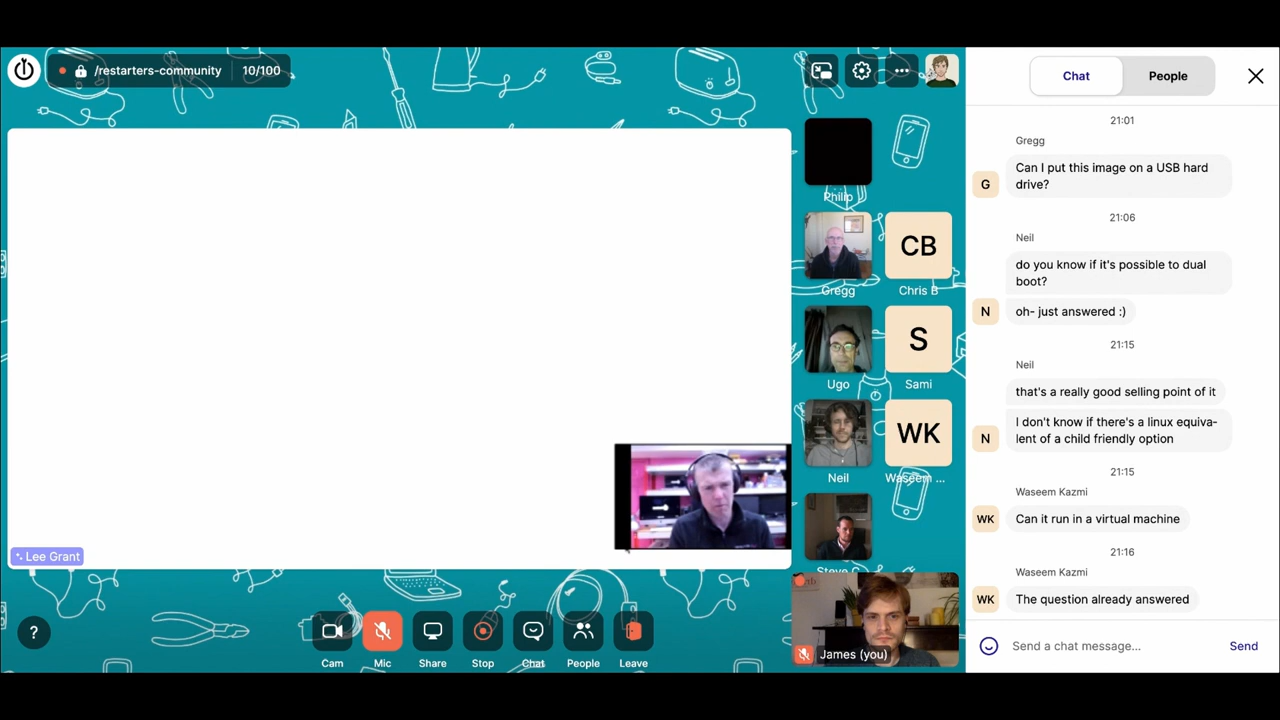 /restarters-community
10/100
Philip
Gregg
CB
Chris B
Ugo
S
Sami
Neil
WK
Waseem ...
Steve C
Lee Grant
James (you)
?
Cam
Mic
Share
Stop
Chat
People
Leave
Chat
People
21:01
Gregg
G
Can I put this image on a USB hard
drive?
21:06
Neil
do you know if it's possible to dual
boot?
N
oh- just answered :)
21:15
Neil
that's a really good selling point of it
N
I don't know if there's a linux equiva-
lent of a child friendly option
21:15
Waseem Kazmi
WK
Can it run in a virtual machine
21:16
Waseem Kazmi
WK
The question already answered
Send a chat message...
Send